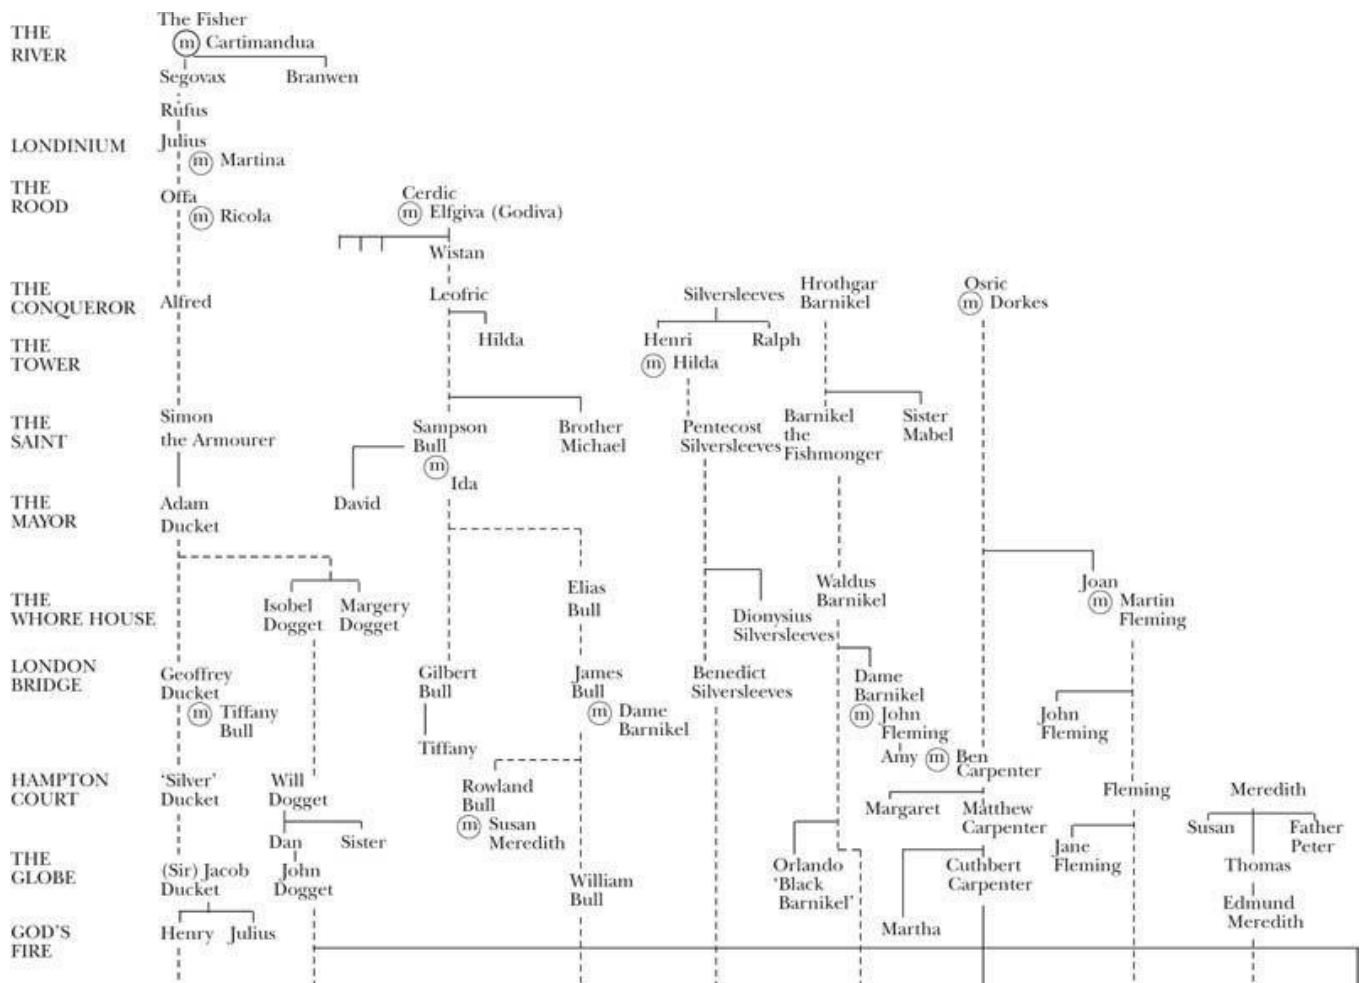 The Fisher
THE
RIVER
m Cartimandua
Segovax
Branwen
Rufus
LONDINIUM
Julius
m Martina
THE
ROOD
Offa
m Ricola
Cerdic
m Elfgiva (Godiva)
Wistan
THE
CONQUEROR
Alfred
Leofric
Hilda
Silversleeves
Hrothgar
Barnikel
Osric
m Dorkes
THE
TOWER
Henri
m Hilda
Ralph
THE
SAINT
Simon
the Armourer
Sampson
Bull
m
Ida
Brother
Michael
Pentecost
Silversleeves
Barnikel
the
Fishmonger
Sister
Mabel
THE
MAYOR
Adam
Ducket
David
THE
WHORE HOUSE
Isobel
Dogget
Margery
Dogget
Elias
Bull
Dionysius
Silversleeves
Waldus
Barnikel
Joan
m Martin
Fleming
LONDON
BRIDGE
Geoffrey
Ducket
m Tiffany
Bull
Gilbert
Bull
Tiffany
James
Bull
m Dame
Barnikel
Benedict
Silversleeves
Dame
Barnikel
m John
Fleming
Amy m Ben
Carpenter
John
Fleming
HAMPTON
COURT
'Silver'
Ducket
Will
Dogget
Dan
Sister
Rowland
Bull
m Susan
Meredith
Margaret
Matthew
Carpenter
Fleming
Jane
Fleming
Meredith
Susan
Father
Peter
THE
GLOBE
(Sir) Jacob
Ducket
John
Dogget
William
Bull
Orlando
'Black
Barnikel'
Cuthbert
Carpenter
Martha
Thomas
Edmund
Meredith
GOD'S
FIRE
Henry
Julius